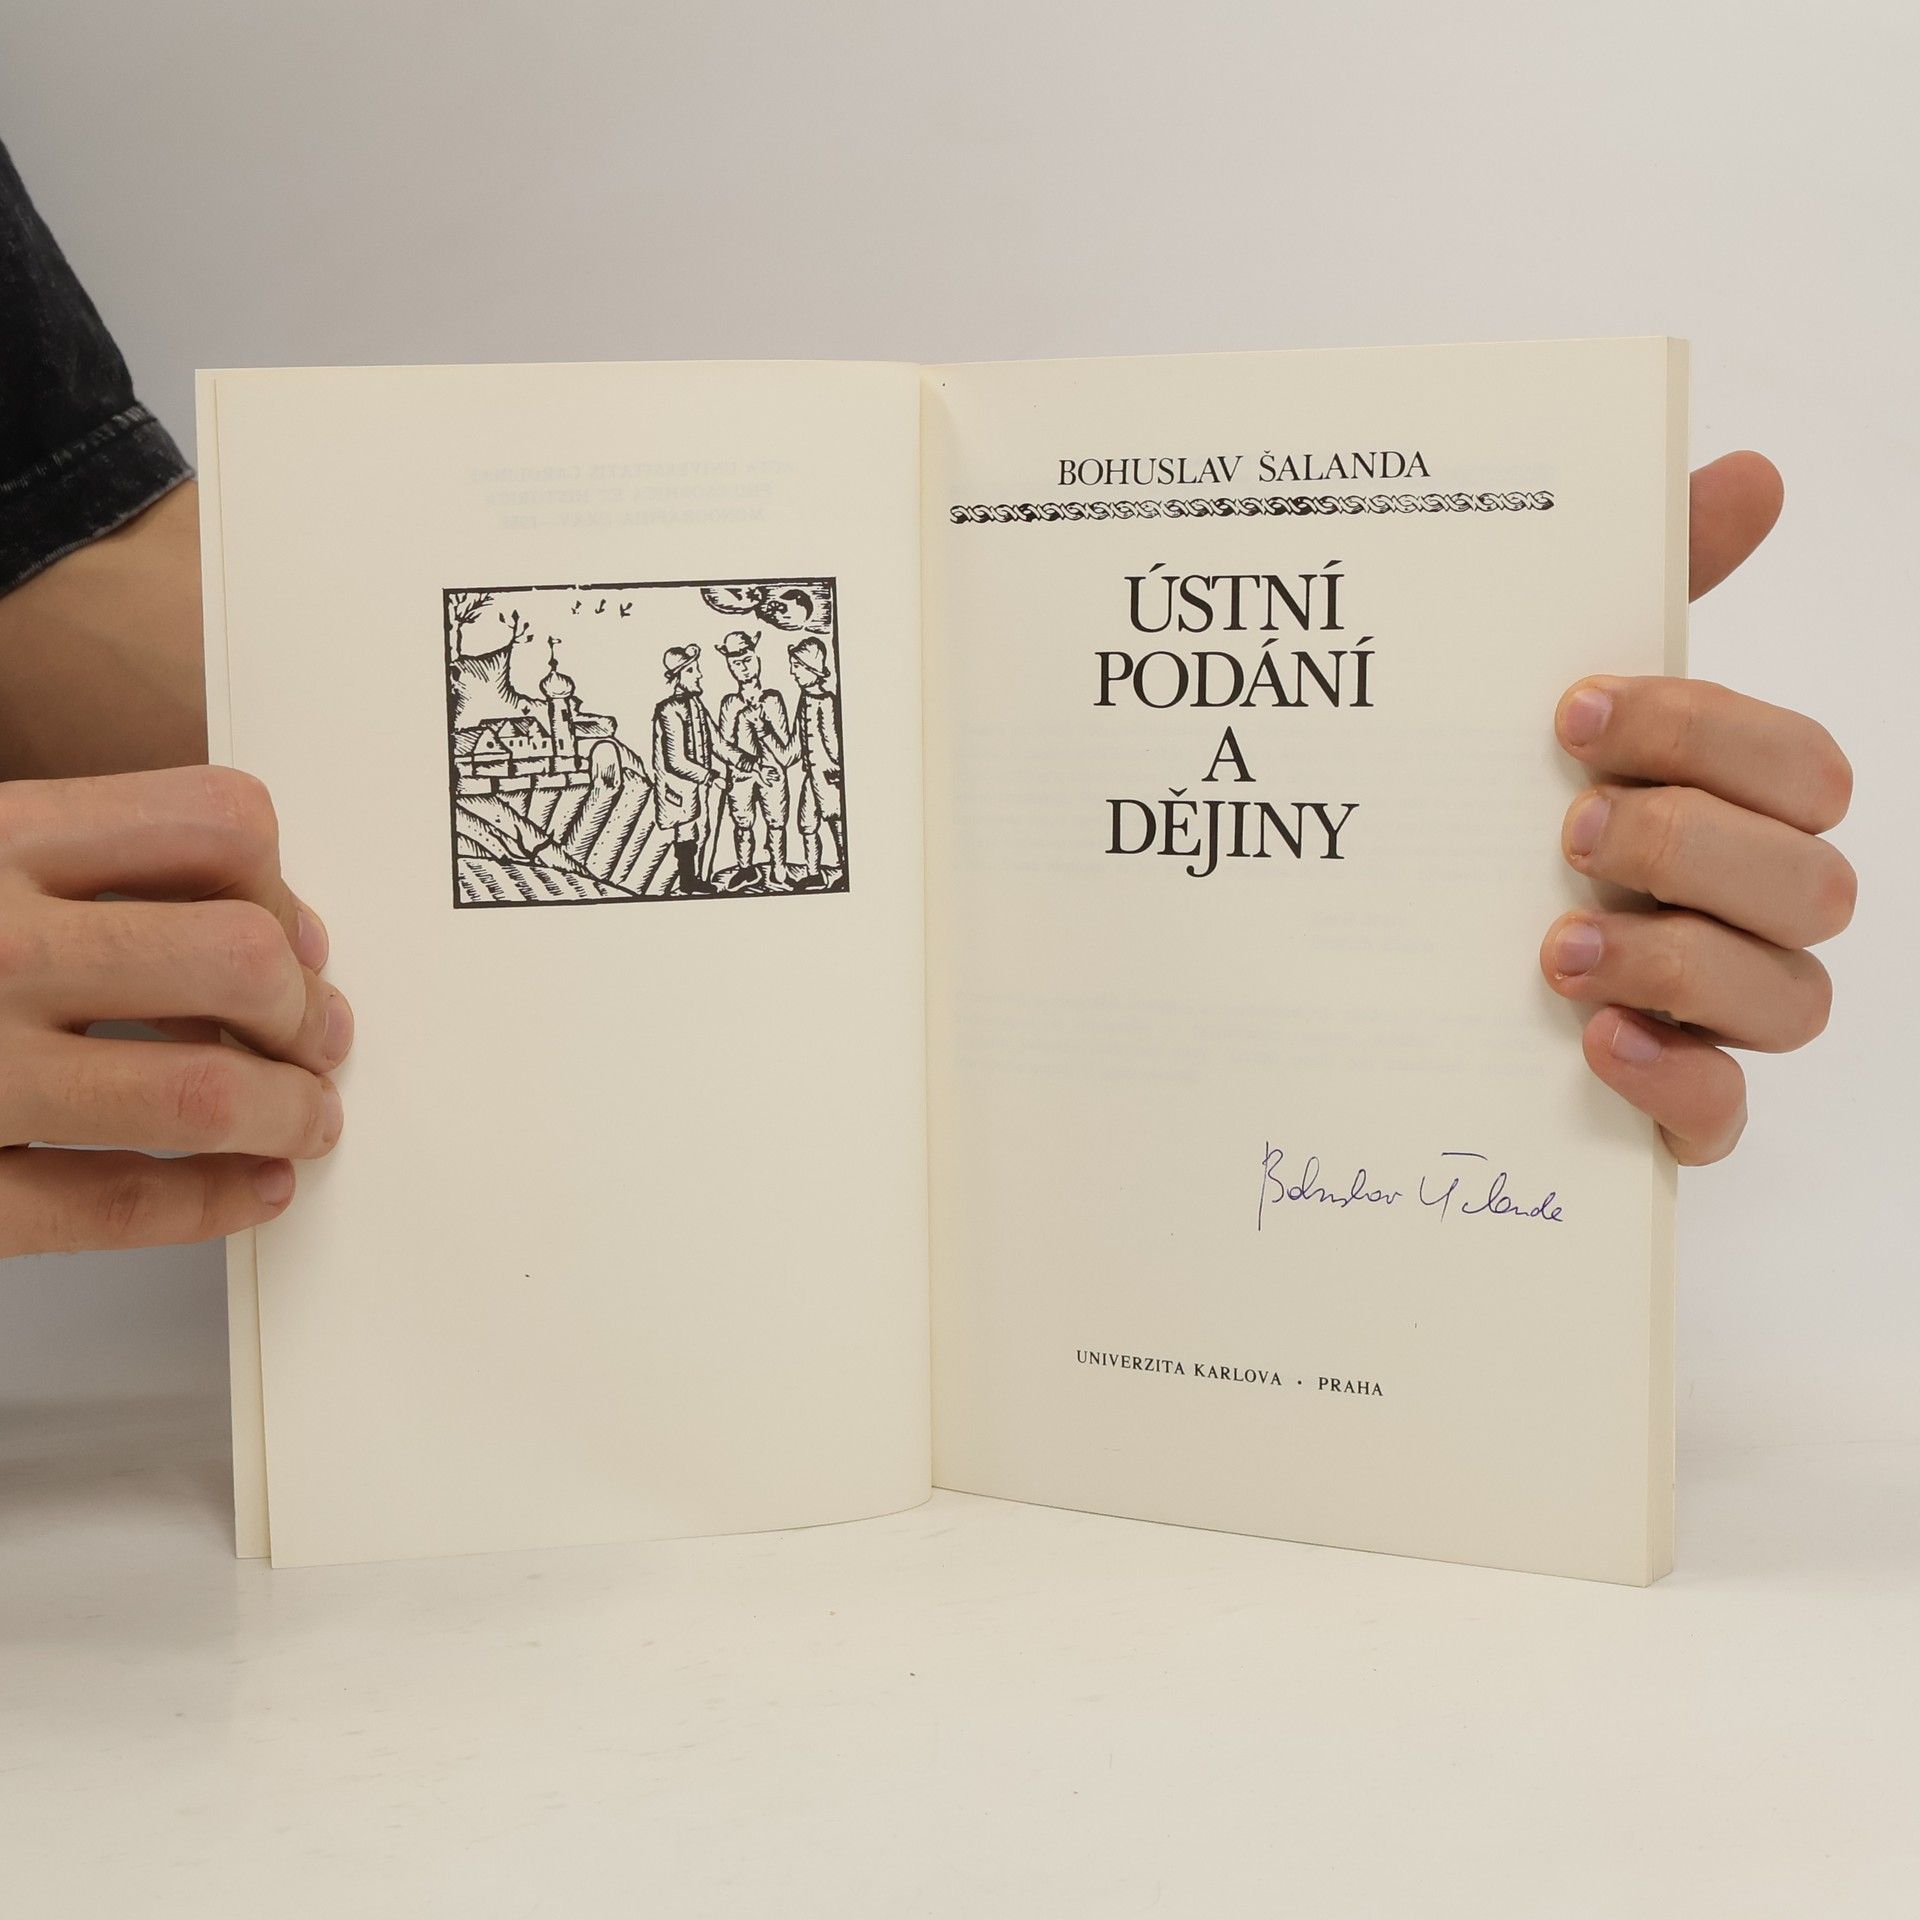 BOHUSLAV ŠALANDA
ÚSTNÍ
PODÁNÍ
A
DĚJINY
Bohuslav Šalanda
UNIVERZITA KARLOVA • PRAHA